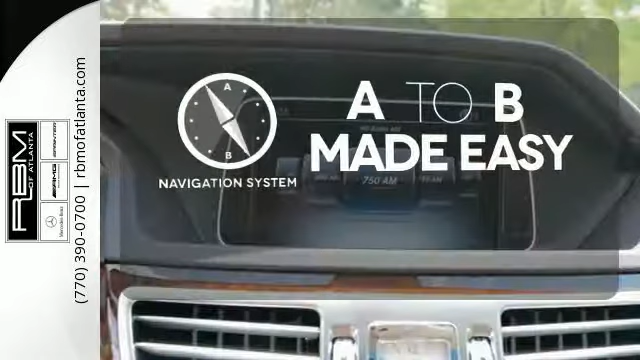 A TO B
MADE EASY
A
B
NAVIGATION SYSTEM
750 AM
RBM
OF ATLANTA
SPRINTER
AMG
Mercedes-Benz
(770) 390-0700 | rbmofatlanta.com